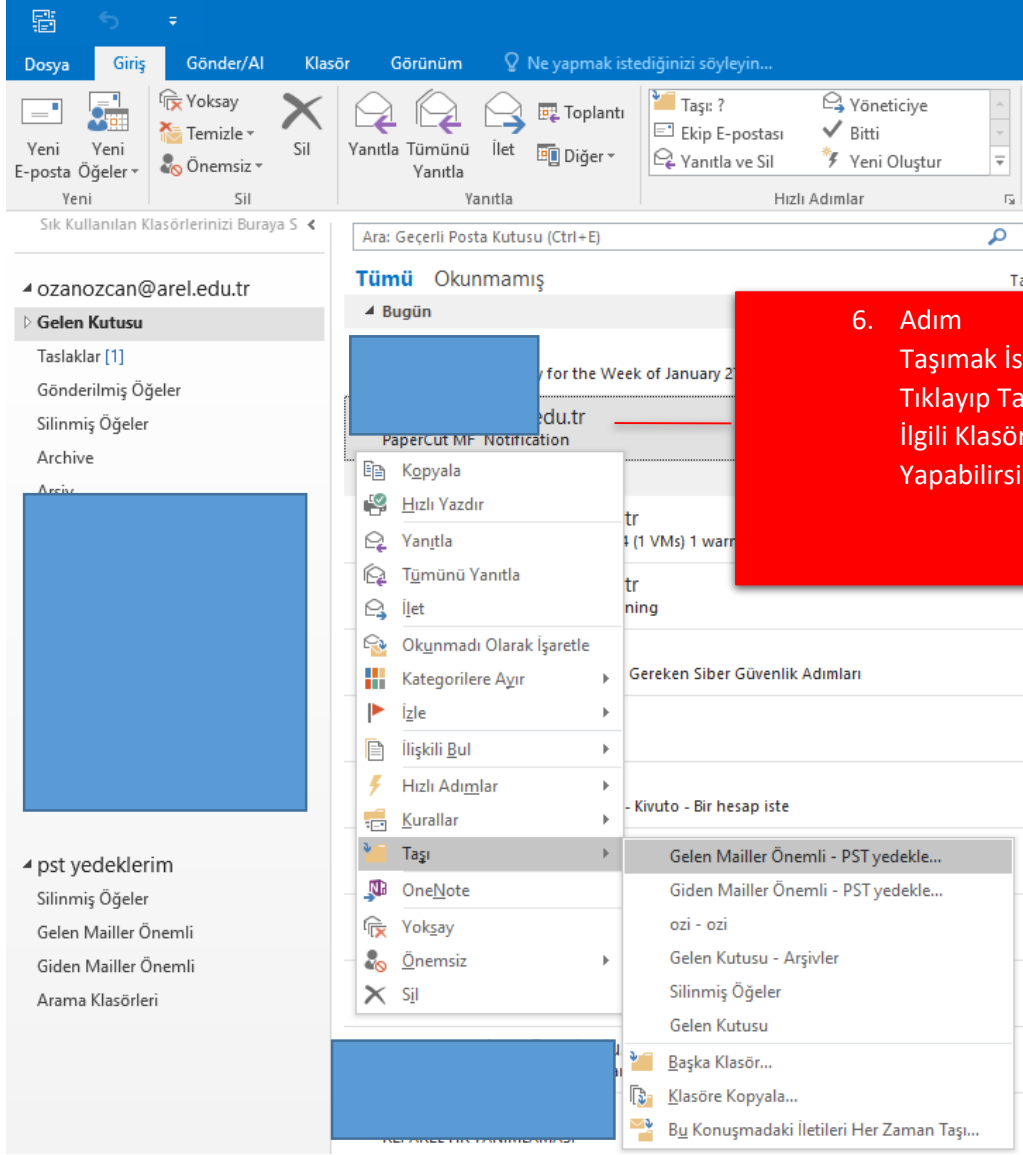 Dosya Giriş Gönder/Al Klasör Görünüm Ne yapmak istediğinizi söyleyin...
Yeni E-posta
Yeni Öğeler
Yoksay
Temizle
Önemsiz
Sil
Yanıtla
Tümünü Yanıtla
İlet
Toplantı
Diğer
Taşı: ?
Ekip E-postası
Yanıtla ve Sil
Yöneticiye
Bitti
Yeni Oluştur
Yeni Sil Yanıtla Hızlı Adımlar
Sık Kullanılan Klasörlerinizi Buraya S
ozanozcan@arel.edu.tr
Gelen Kutusu
Taslaklar [1]
Gönderilmiş Öğeler
Silinmiş Öğeler
Archive
Arşiv
pst yedeklerim
Silinmiş Öğeler
Gelen Mailler Önemli
Giden Mailler Önemli
Arama Klasörleri
Ara: Geçerli Posta Kutusu (Ctrl+E)
Tümü Okunmamış
Bugün
for the Week of January
edu.tr
PaperCut MF Notification
tr
(1 VMs) 1 warn
tr
ning
Gereken Siber Güvenlik Adımları
- Kivuto - Bir hesap iste
6. Adım
Taşımak İs
Tıklayıp Ta
İlgili Klasör
Yapabilirsi
Kopyala
Hızlı Yazdır
Yanıtla
Tümünü Yanıtla
İlet
Okunmadı Olarak İşaretle
Kategorilere Ayır
İzle
İlişkili Bul
Hızlı Adımlar
Kurallar
Taşı
OneNote
Yoksay
Önemsiz
Sil
Gelen Mailler Önemli - PST yedekle...
Giden Mailler Önemli - PST yedekle...
ozi - ozi
Gelen Kutusu - Arşivler
Silinmiş Öğeler
Gelen Kutusu
Başka Klasör...
Klasöre Kopyala...
Bu Konuşmadaki İletileri Her Zaman Taşı...